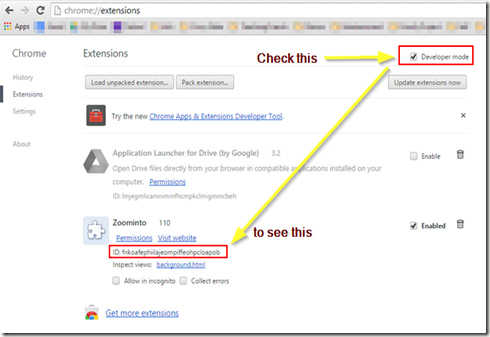 chrome://extensions
Apps
Chrome
Extensions
Check this
Developer mode
History
Extensions
Settings
About
Load unpacked extension...
Pack extension...
Update extensions now
Try the new Chrome Apps & Extensions Developer Tool.
Application Launcher for Drive (by Google) 3.2
Enable
Open Drive files directly from your browser in compatible applications installed on your computer. Permissions
ID: lmjegmlicamnimmfhcmpkclmigmmcbeh
to see this
Zoominto 110
Enabled
Permissions Visit website
ID: fnkoafephiilajeompiffeohpcloapob
Inspect views: background.html
Allow in incognito
Collect errors
Get more extensions